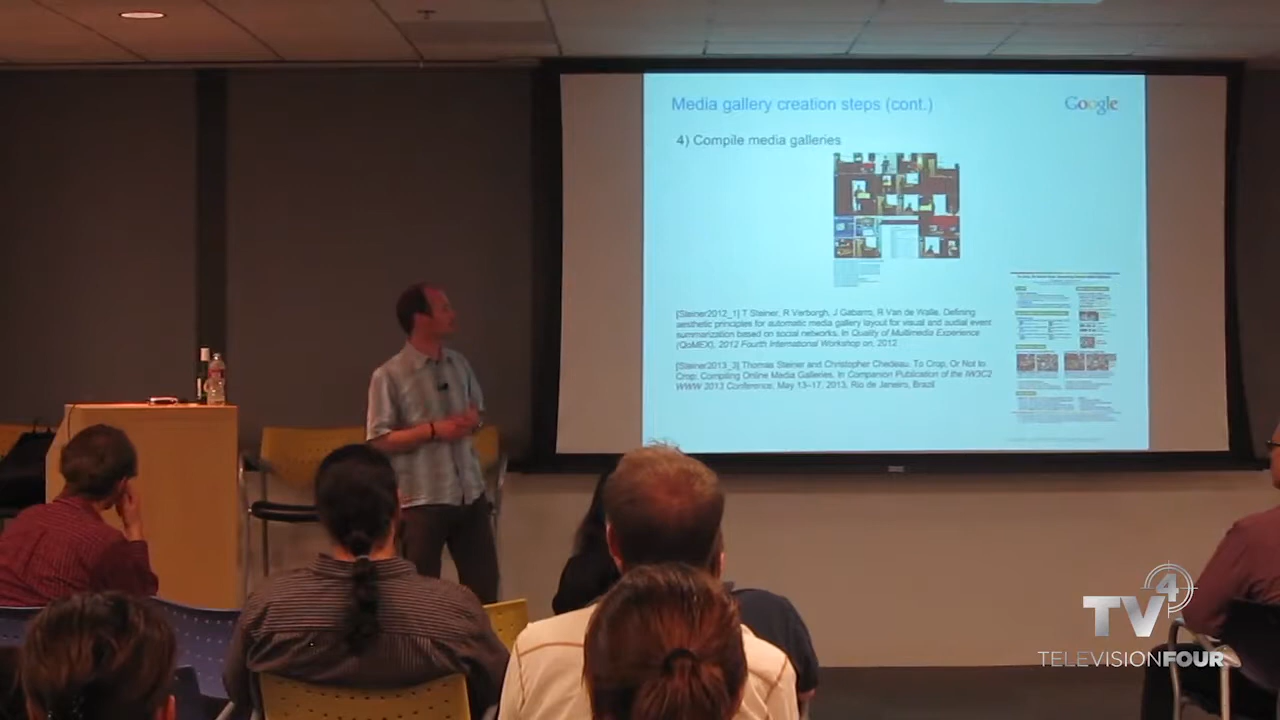 Media gallery creation steps (cont.)
Google
4) Compile media galleries
[Steiner2012_1] T Steiner, R Verborgh, J Gabarro, R Van de Walle. Defining
aesthetic principles for automatic media gallery layout for visual and audial event
summarization based on social networks. In Quality of Multimedia Experience
(QoMEX), 2012 Fourth International Workshop on, 2012
[Steiner2013_3] Thomas Steiner and Christopher Chedeau. To Crop, Or Not to
Crop: Compiling Online Media Galleries. In Companion Publication of the IW3C2
WWW 2013 Conference, May 13–17, 2013, Rio de Janeiro, Brazil
TV4
TELEVISIONFOUR